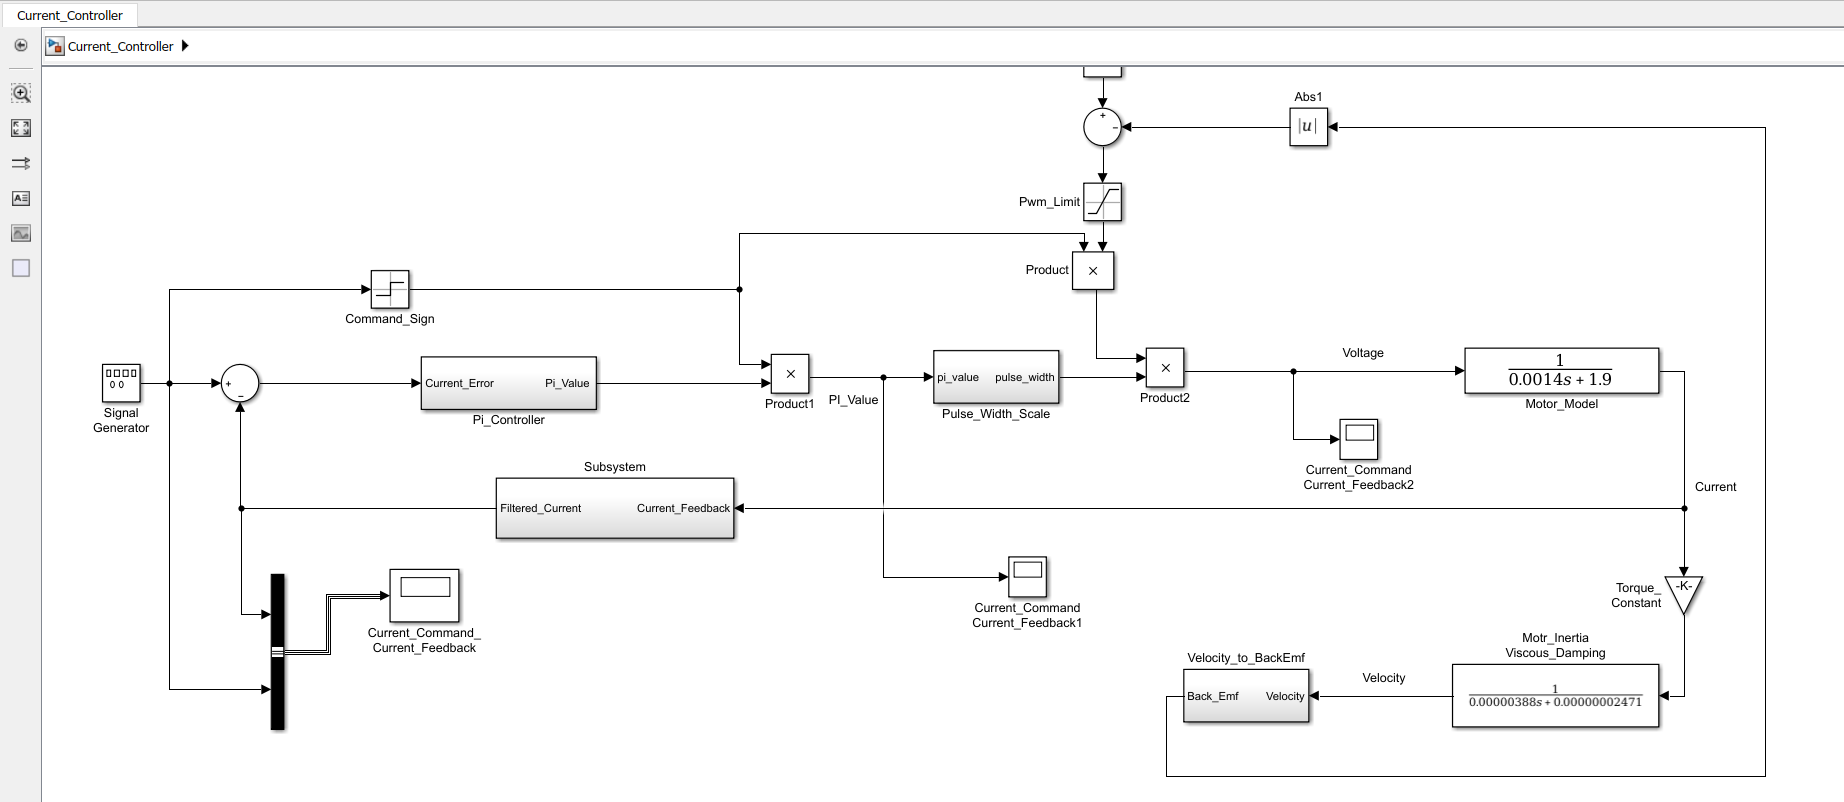 Current_Controller
Current_Controller
Abs1
|u|
+
−
Pwm_Limit
Product
×
Command_Sign
Signal
Generator
+
−
Current_Error
Pi_Value
Pi_Controller
×
Product1
PI_Value
pi_value
pulse_width
Pulse_Width_Scale
×
Product2
Voltage
1
0.0014s + 1.9
Motor_Model
Current_Command
Current_Feedback2
Subsystem
Filtered_Current
Current_Feedback
Current
Current_Command_
Current_Feedback
Current_Command
Current_Feedback1
Torque_
Constant
-K-
Motr_Inertia
Viscous_Damping
1
0.00000388s + 0.00000002471
Velocity
Velocity_to_BackEmf
Back_Emf
Velocity